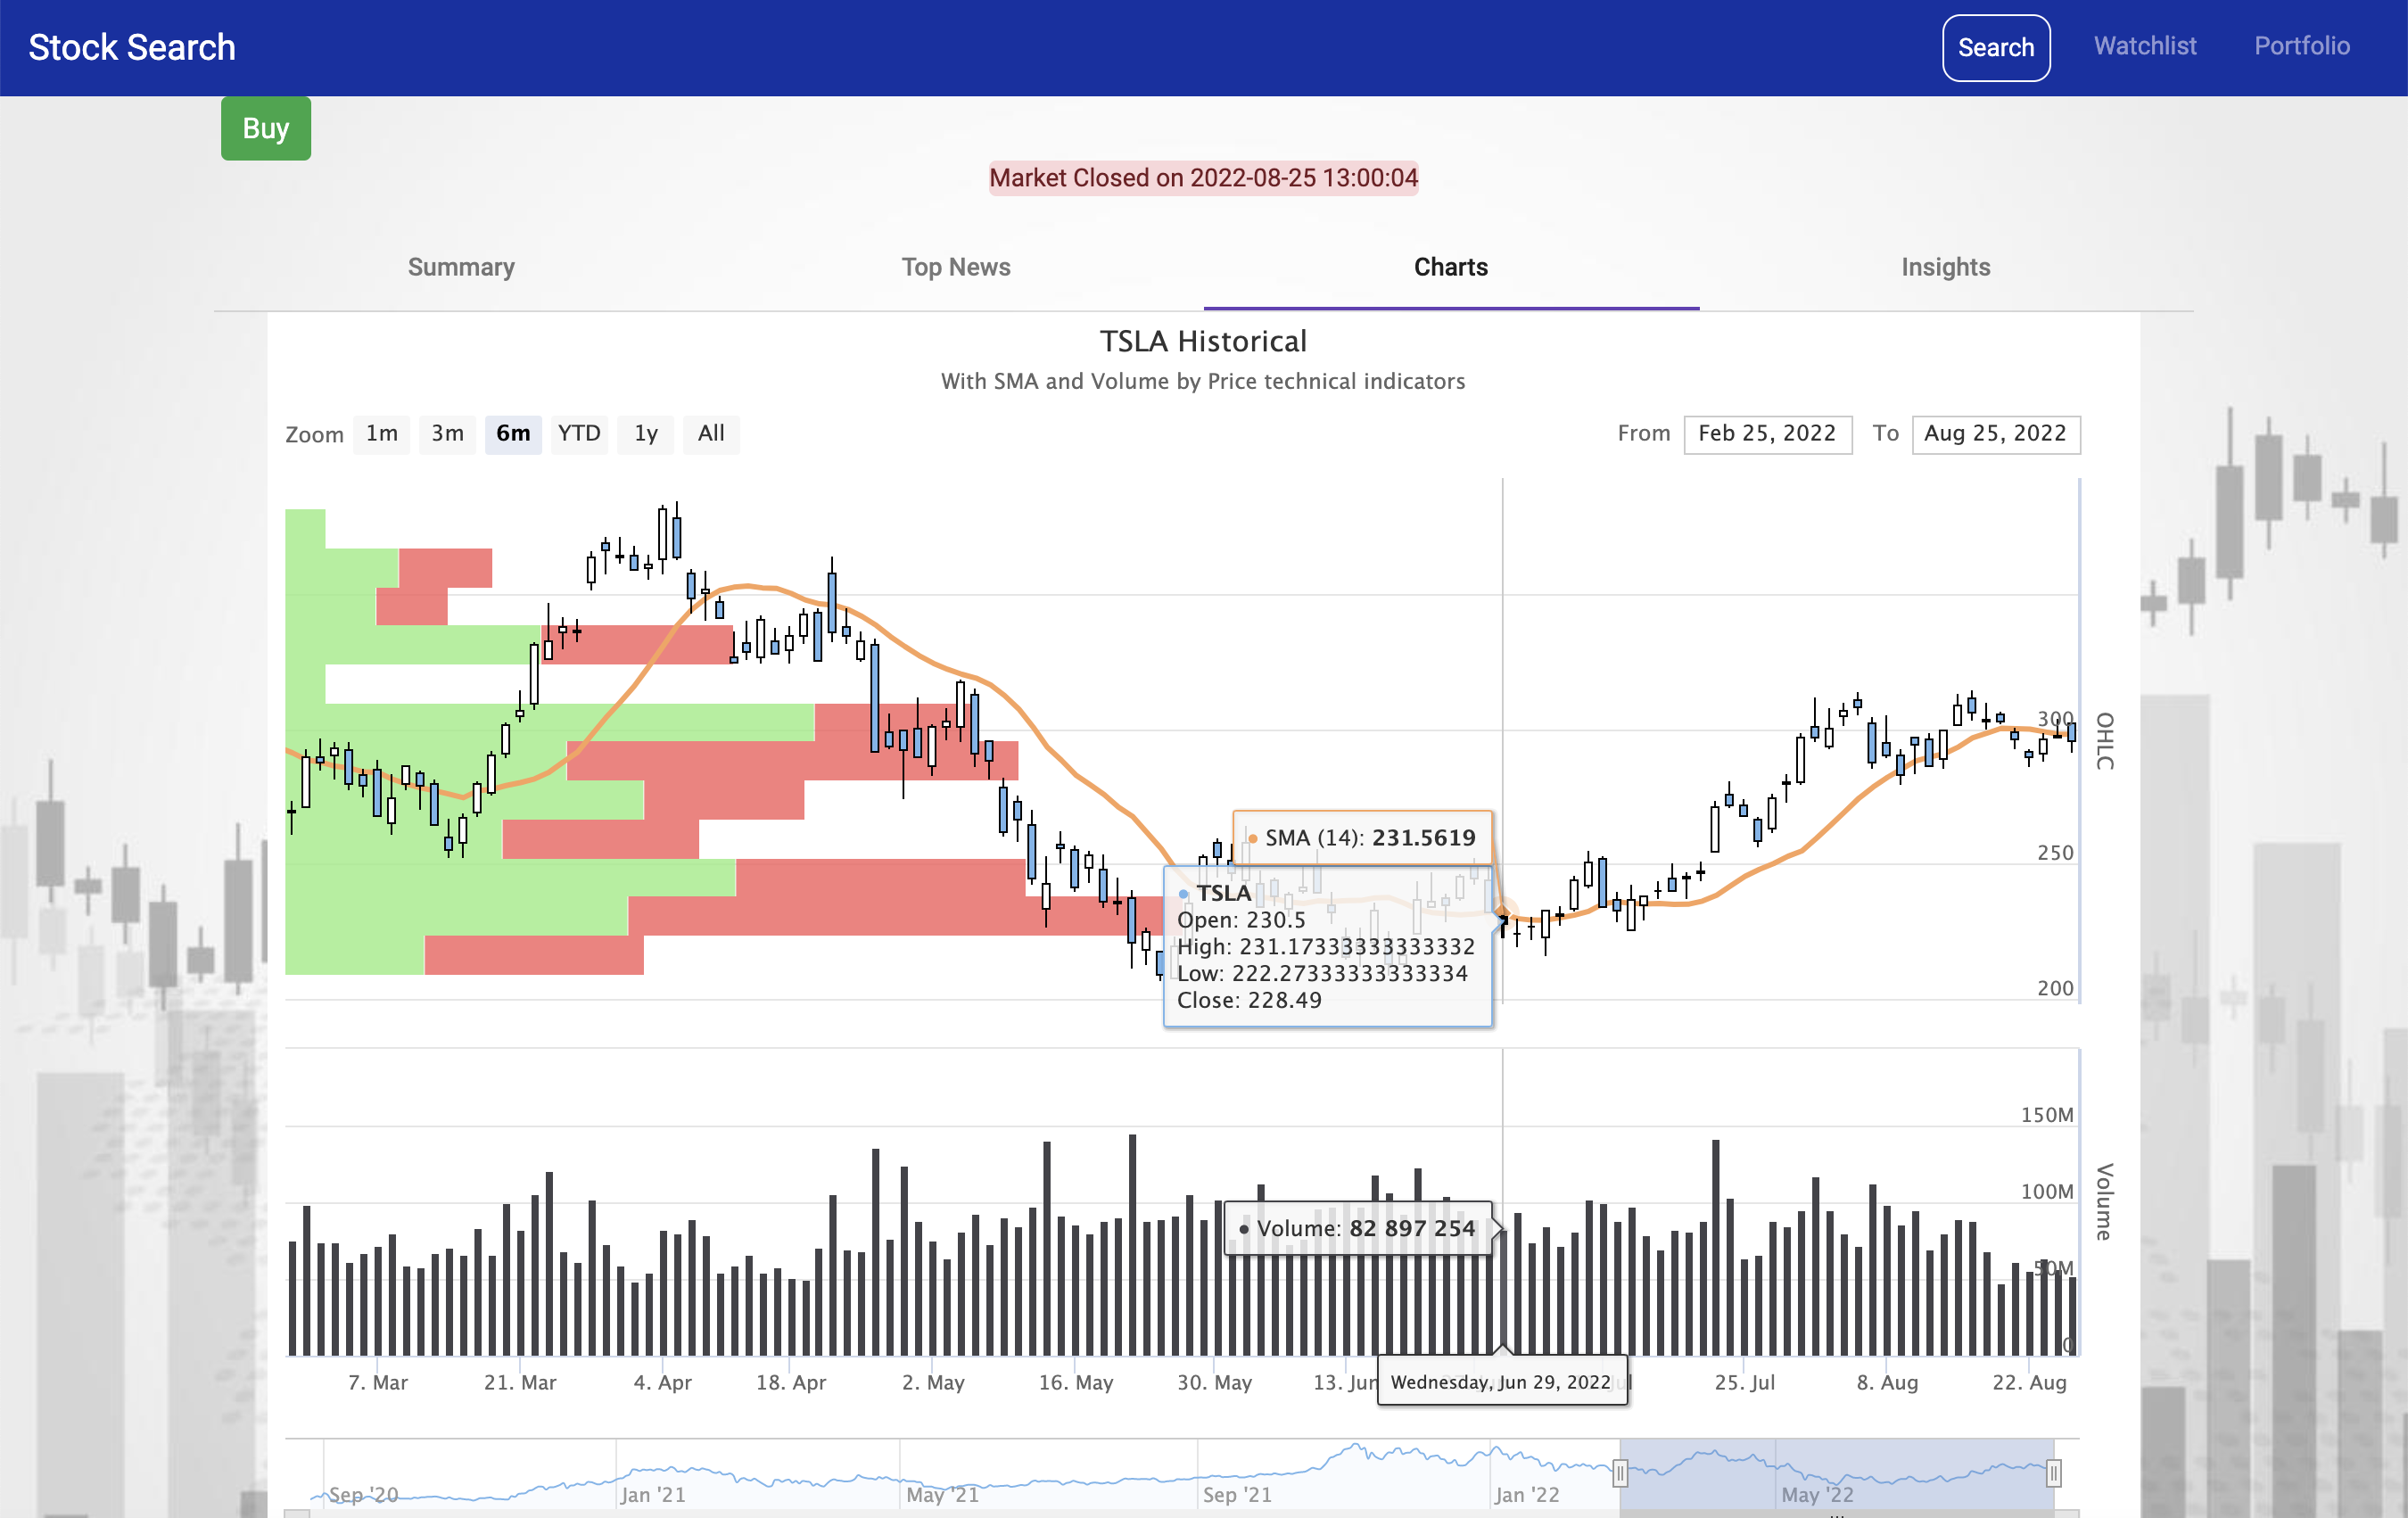 Stock Search
Search
Watchlist
Portfolio
Buy
Market Closed on 2022-08-25 13:00:04
Summary
Top News
Charts
Insights
TSLA Historical
With SMA and Volume by Price technical indicators
Zoom 1m 3m 6m YTD 1y All
From Feb 25, 2022 To Aug 25, 2022
300
OHLC
250
200
SMA (14): 231.5619
TSLA
Open: 230.5
High: 231.17333333333332
Low: 222.27333333333334
Close: 228.49
150M
100M
50M
0
Volume
Volume: 82 897 254
7. Mar 21. Mar 4. Apr 18. Apr 2. May 16. May 30. May 13. Jun 25. Jul 8. Aug 22. Aug
Wednesday, Jun 29, 2022
Sep '20 Jan '21 May '21 Sep '21 Jan '22 May '22